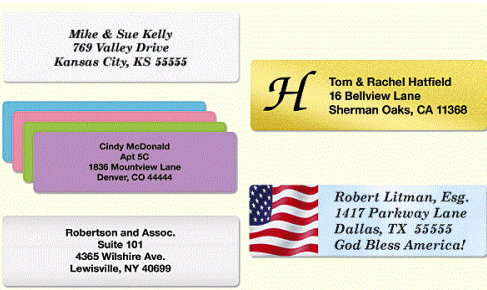 Mike & Sue Kelly
769 Valley Drive
Kansas City, KS 55555
Cindy McDonald
Apt 5C
1836 Mountview Lane
Denver, CO 44444
Robertson and Assoc.
Suite 101
4365 Wilshire Ave.
Lewisville, NY 40699
H
Tom & Rachel Hatfield
16 Bellview Lane
Sherman Oaks, CA 11368
Robert Litman, Esg.
1417 Parkway Lane
Dallas, TX 55555
God Bless America!